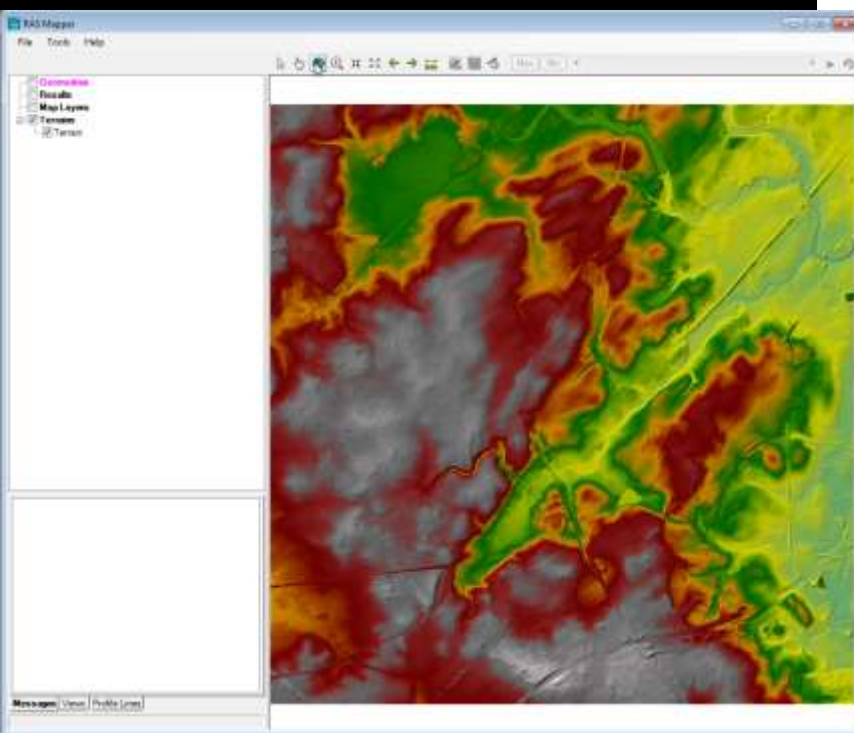 RAS Mapper
File Tools Help
Geometries
Results
Map Layers
Terrains
Terrain
Messages Views Profile Lines